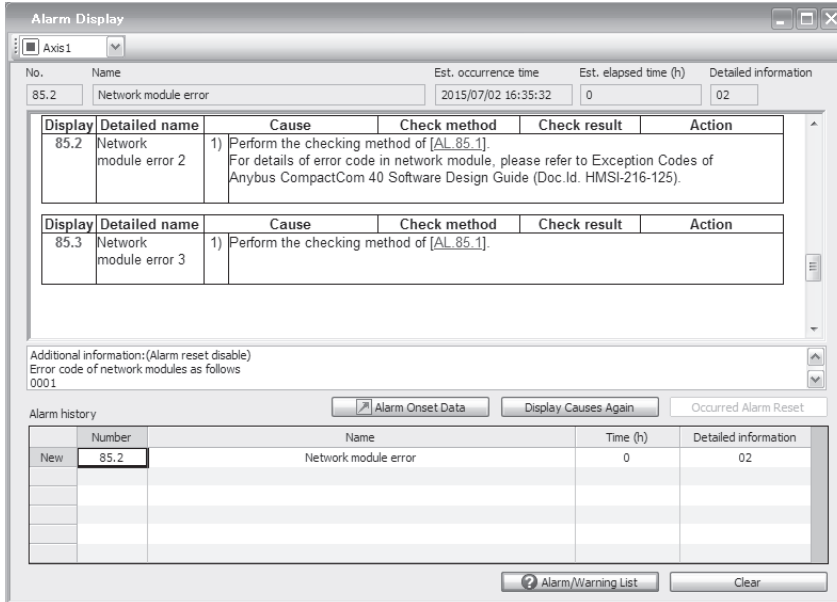 Alarm Display
Axis1
No. Name Est. occurrence time Est. elapsed time (h) Detailed information
85.2 Network module error 2015/07/02 16:35:32 0 02
Display Detailed name Cause Check method Check result Action
85.2 Network 1) Perform the checking method of [AL.85.1].
module error 2 For details of error code in network module, please refer to Exception Codes of
Anybus CompactCom 40 Software Design Guide (Doc.Id. HMSI-216-125).
Display Detailed name Cause Check method Check result Action
85.3 Network 1) Perform the checking method of [AL.85.1].
module error 3
Additional information:(Alarm reset disable)
Error code of network modules as follows
0001
Alarm history Alarm Onset Data Display Causes Again Occurred Alarm Reset
Number Name Time (h) Detailed information
New 85.2 Network module error 0 02
Alarm/Warning List Clear